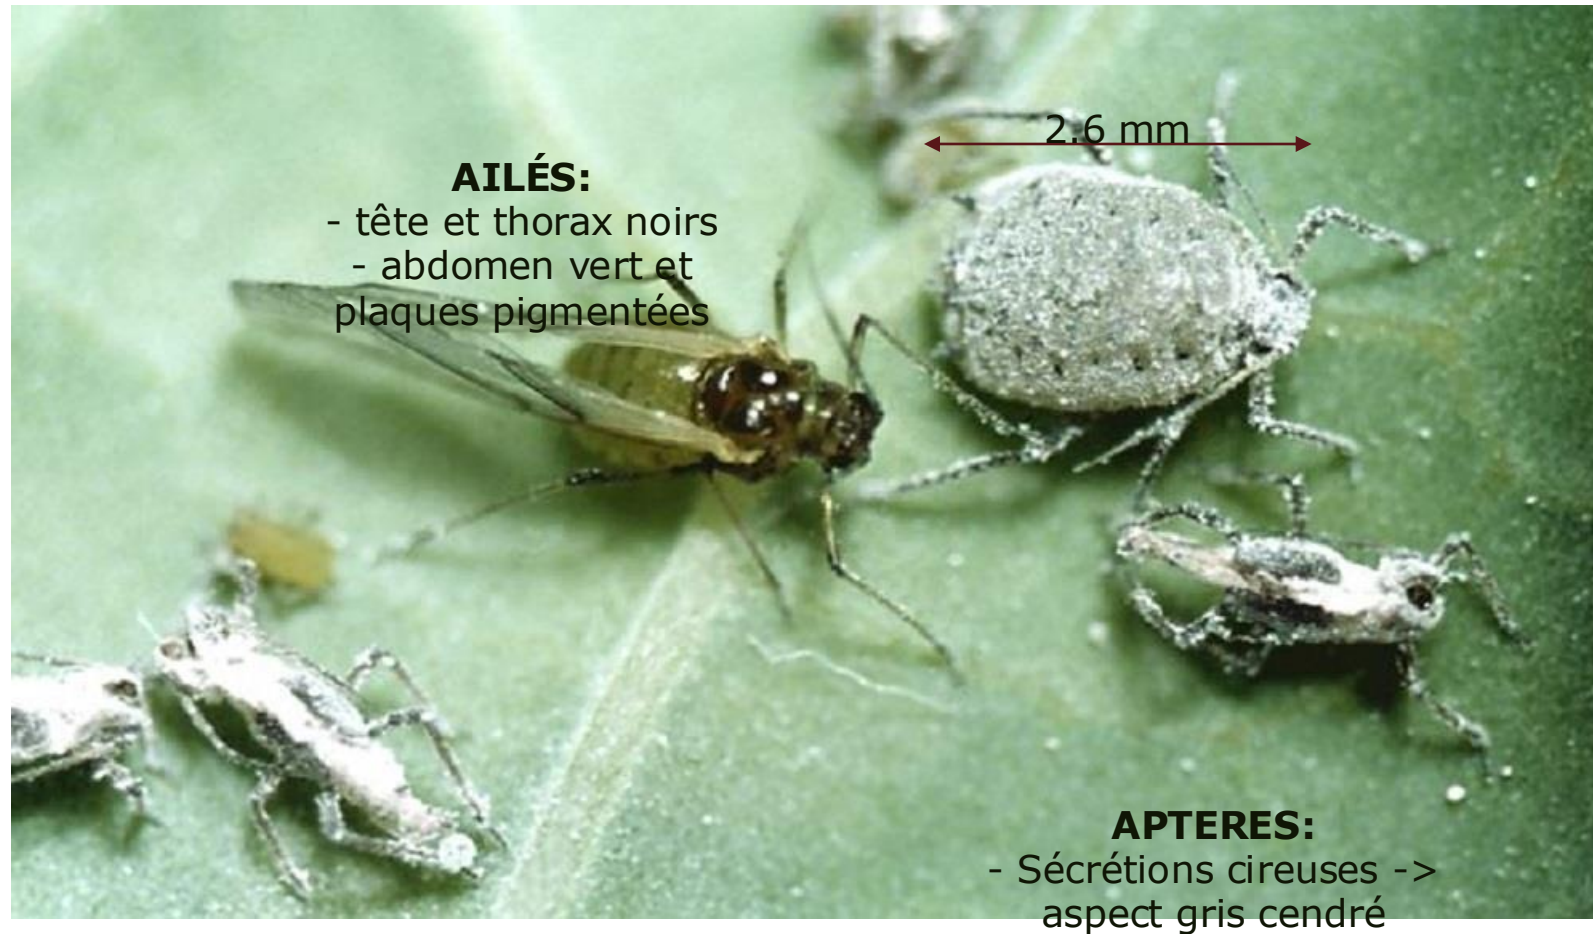 2.6 mm
AILÉS:
- tête et thorax noirs
- abdomen vert et
plaques pigmentées
APTERES:
- Sécrétions cireuses ->
aspect gris cendré